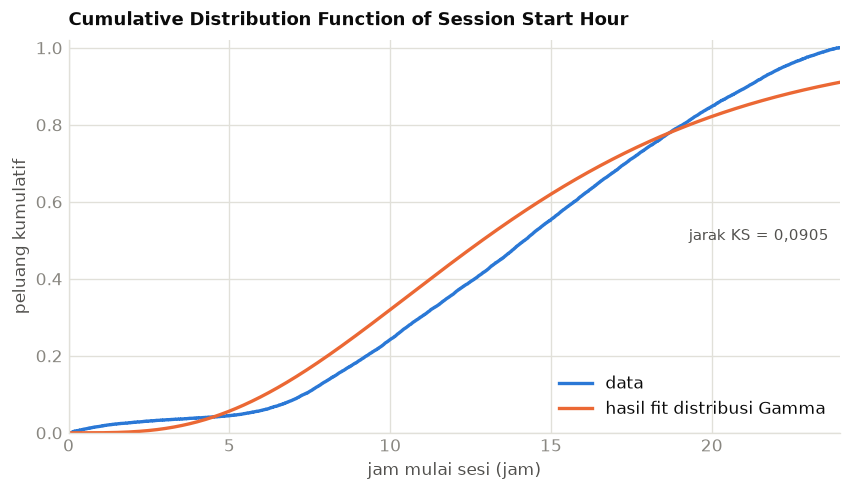 Cumulative Distribution Function of Session Start Hour
peluang kumulatif
1.0
0.8
0.6
0.4
0.2
0.0
jarak KS = 0,0905
data
hasil fit distribusi Gamma
0
5
10
15
20
jam mulai sesi (jam)